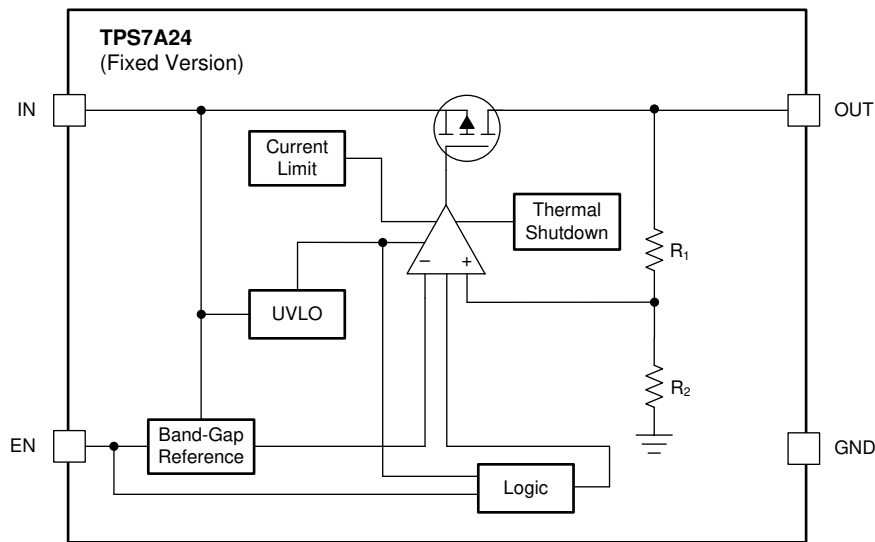 TPS7A24
(Fixed Version)
IN
OUT
Current
Limit
Thermal
Shutdown
R1
– +
UVLO
R2
EN
Band-Gap
Reference
GND
Logic